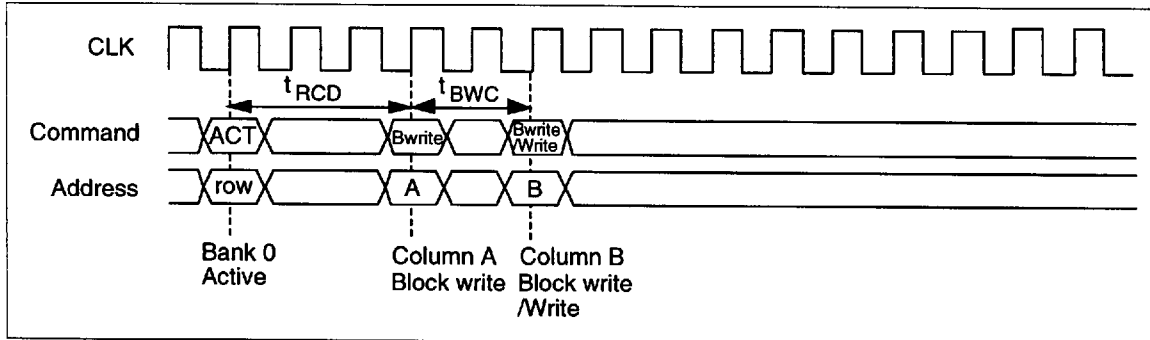 CLK
tRCD
tBWC
Command
ACT
Bwrite
Bwrite
/Write
Address
row
A
B
Bank 0
Active
Column A
Block write
Column B
Block write
/Write